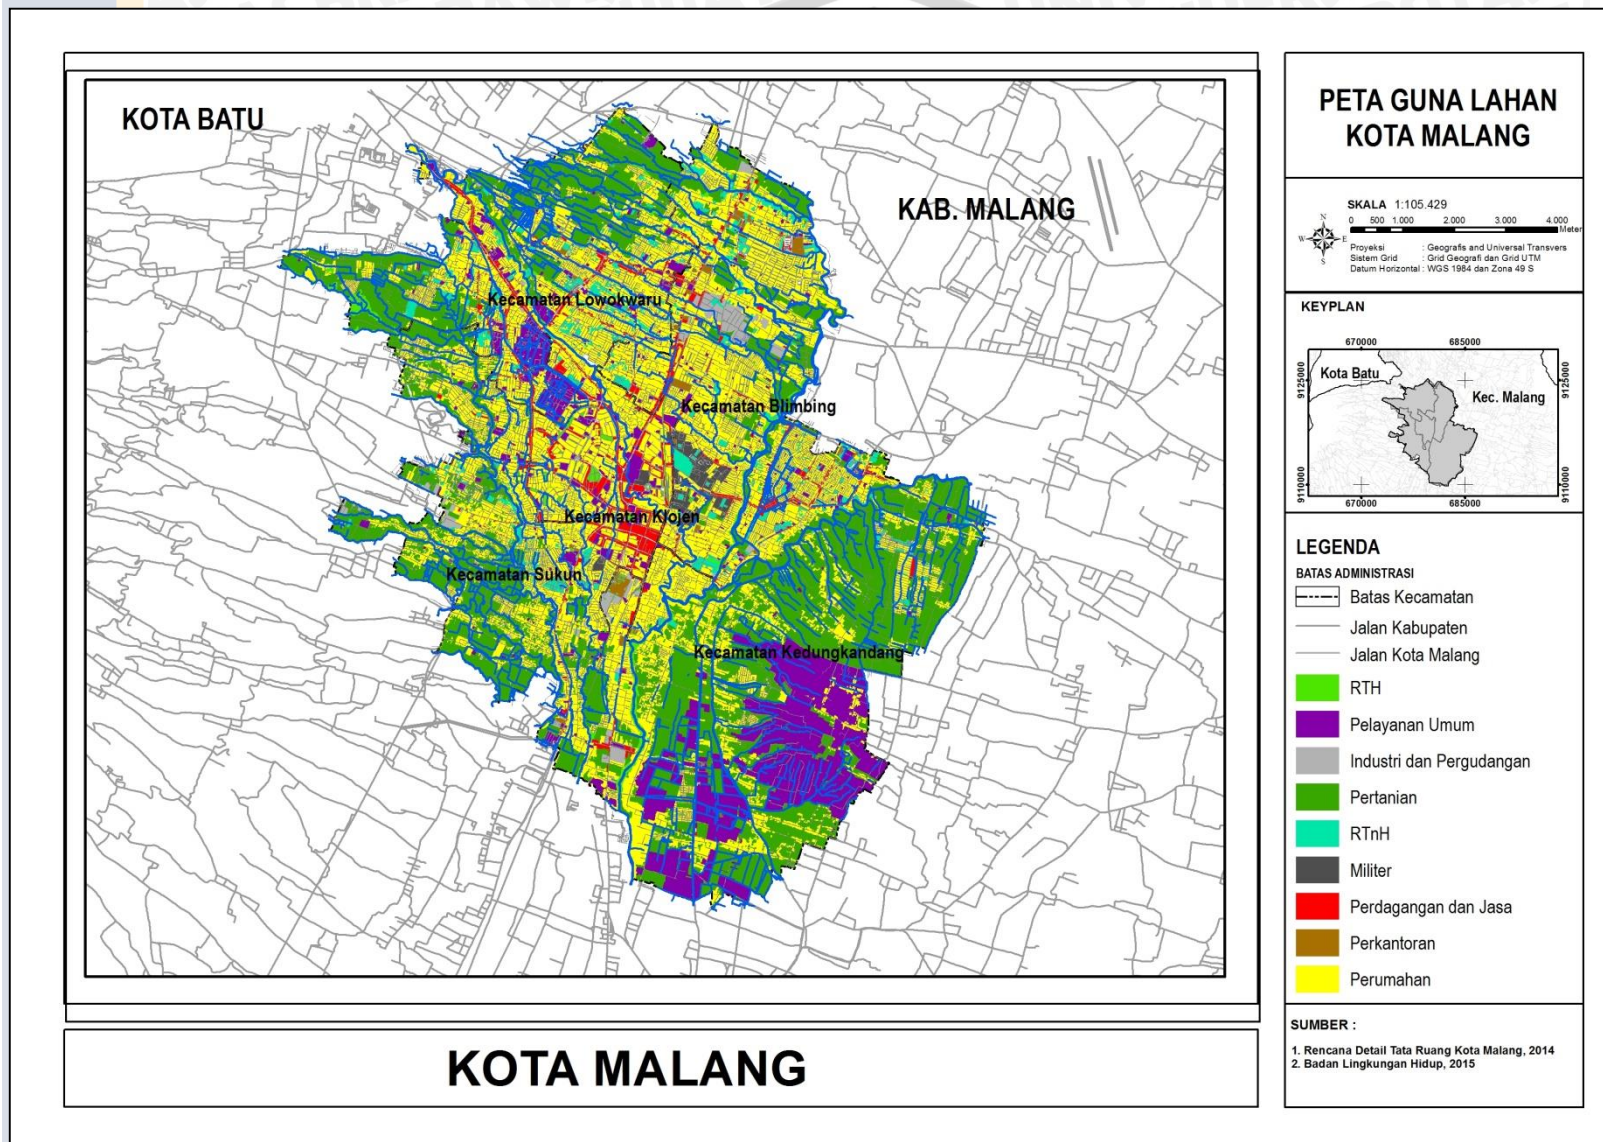 KOTA BATU
KAB. MALANG
Kecamatan Lowokwaru
Kecamatan Blimbing
Kecamatan Klojen
Kecamatan Sukun
Kecamatan Kedungkandang
KOTA MALANG
PETA GUNA LAHAN
KOTA MALANG
SKALA 1:105.429
N
W E
S
0 500 1.000 2.000 3.000 4.000
Meter
Proyeksi : Geografis and Universal Transvers
Sistem Grid : Grid Geografi dan Grid UTM
Datum Horizontal : WGS 1984 dan Zona 49 S
KEYPLAN
670000 685000
9125000 9125000
Kota Batu
Kec. Malang
9110000 9110000
670000 685000
LEGENDA
BATAS ADMINISTRASI
Batas Kecamatan
Jalan Kabupaten
Jalan Kota Malang
RTH
Pelayanan Umum
Industri dan Pergudangan
Pertanian
RTnH
Militer
Perdagangan dan Jasa
Perkantoran
Perumahan
SUMBER :
1. Rencana Detail Tata Ruang Kota Malang, 2014
2. Badan Lingkungan Hidup, 2015